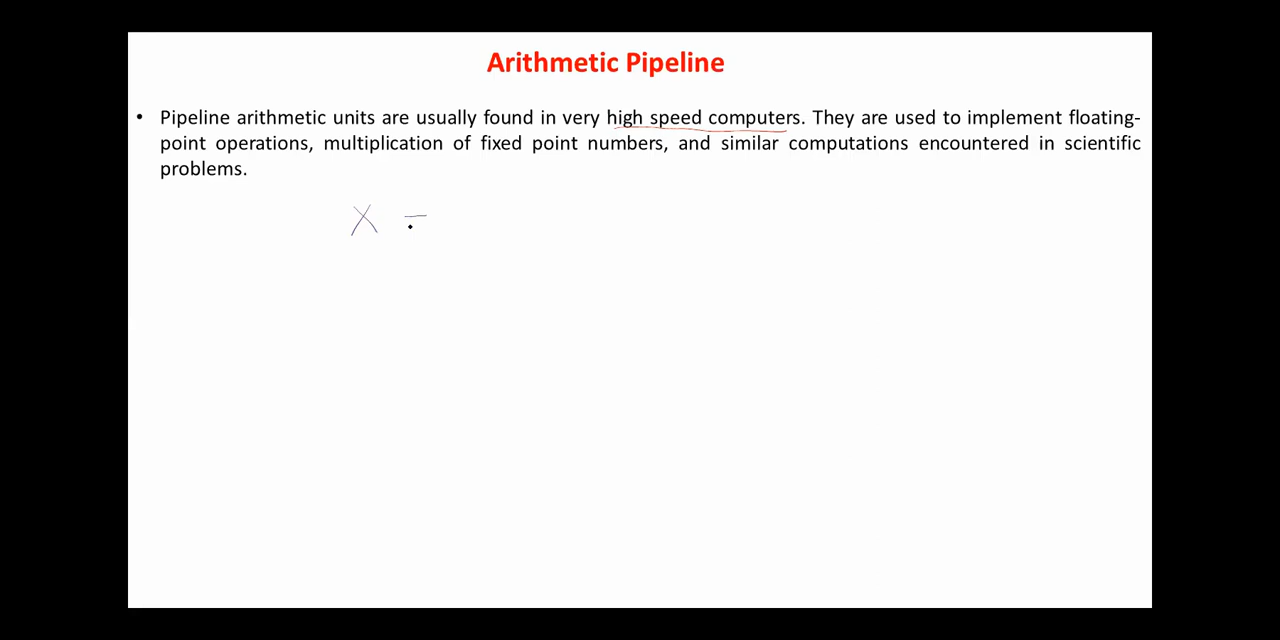 Arithmetic Pipeline
• Pipeline arithmetic units are usually found in very high speed computers. They are used to implement floating-
point operations, multiplication of fixed point numbers, and similar computations encountered in scientific
problems.
X =